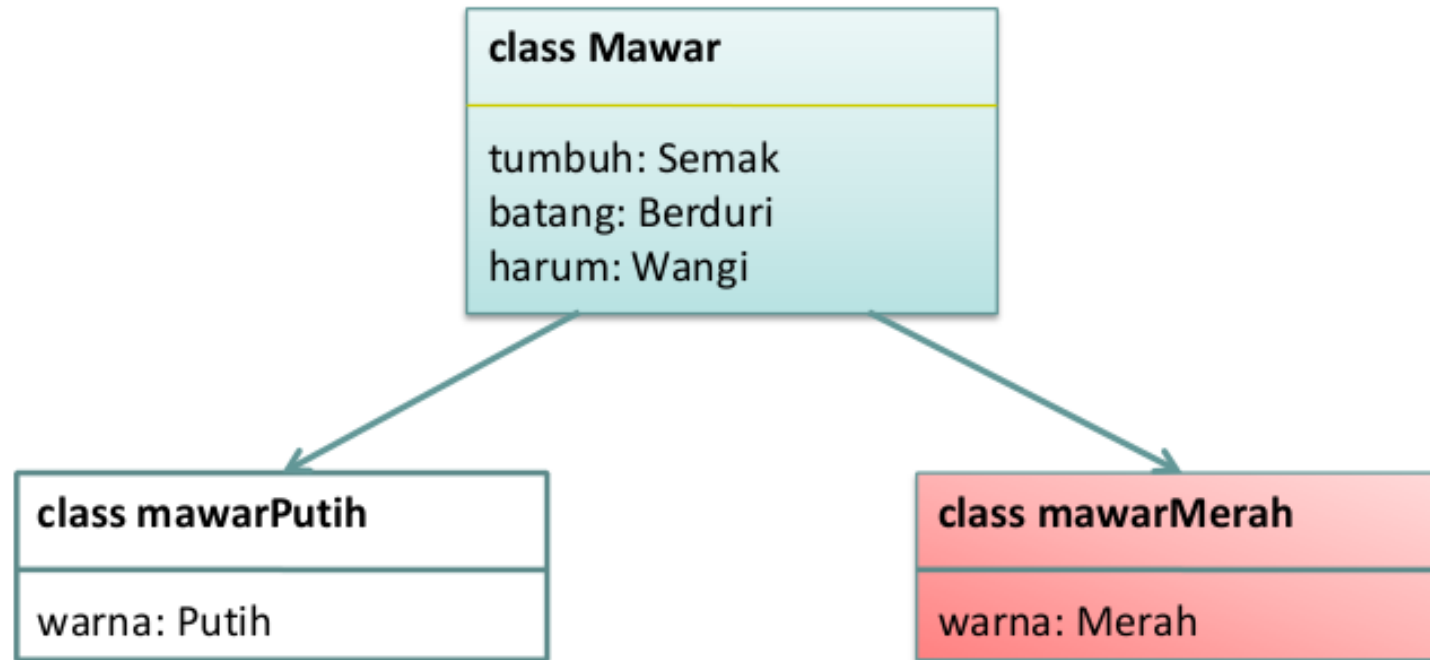 class Mawar
tumbuh: Semak
batang: Berduri
harum: Wangi
class mawarPutih
warna: Putih
class mawarMerah
warna: Merah